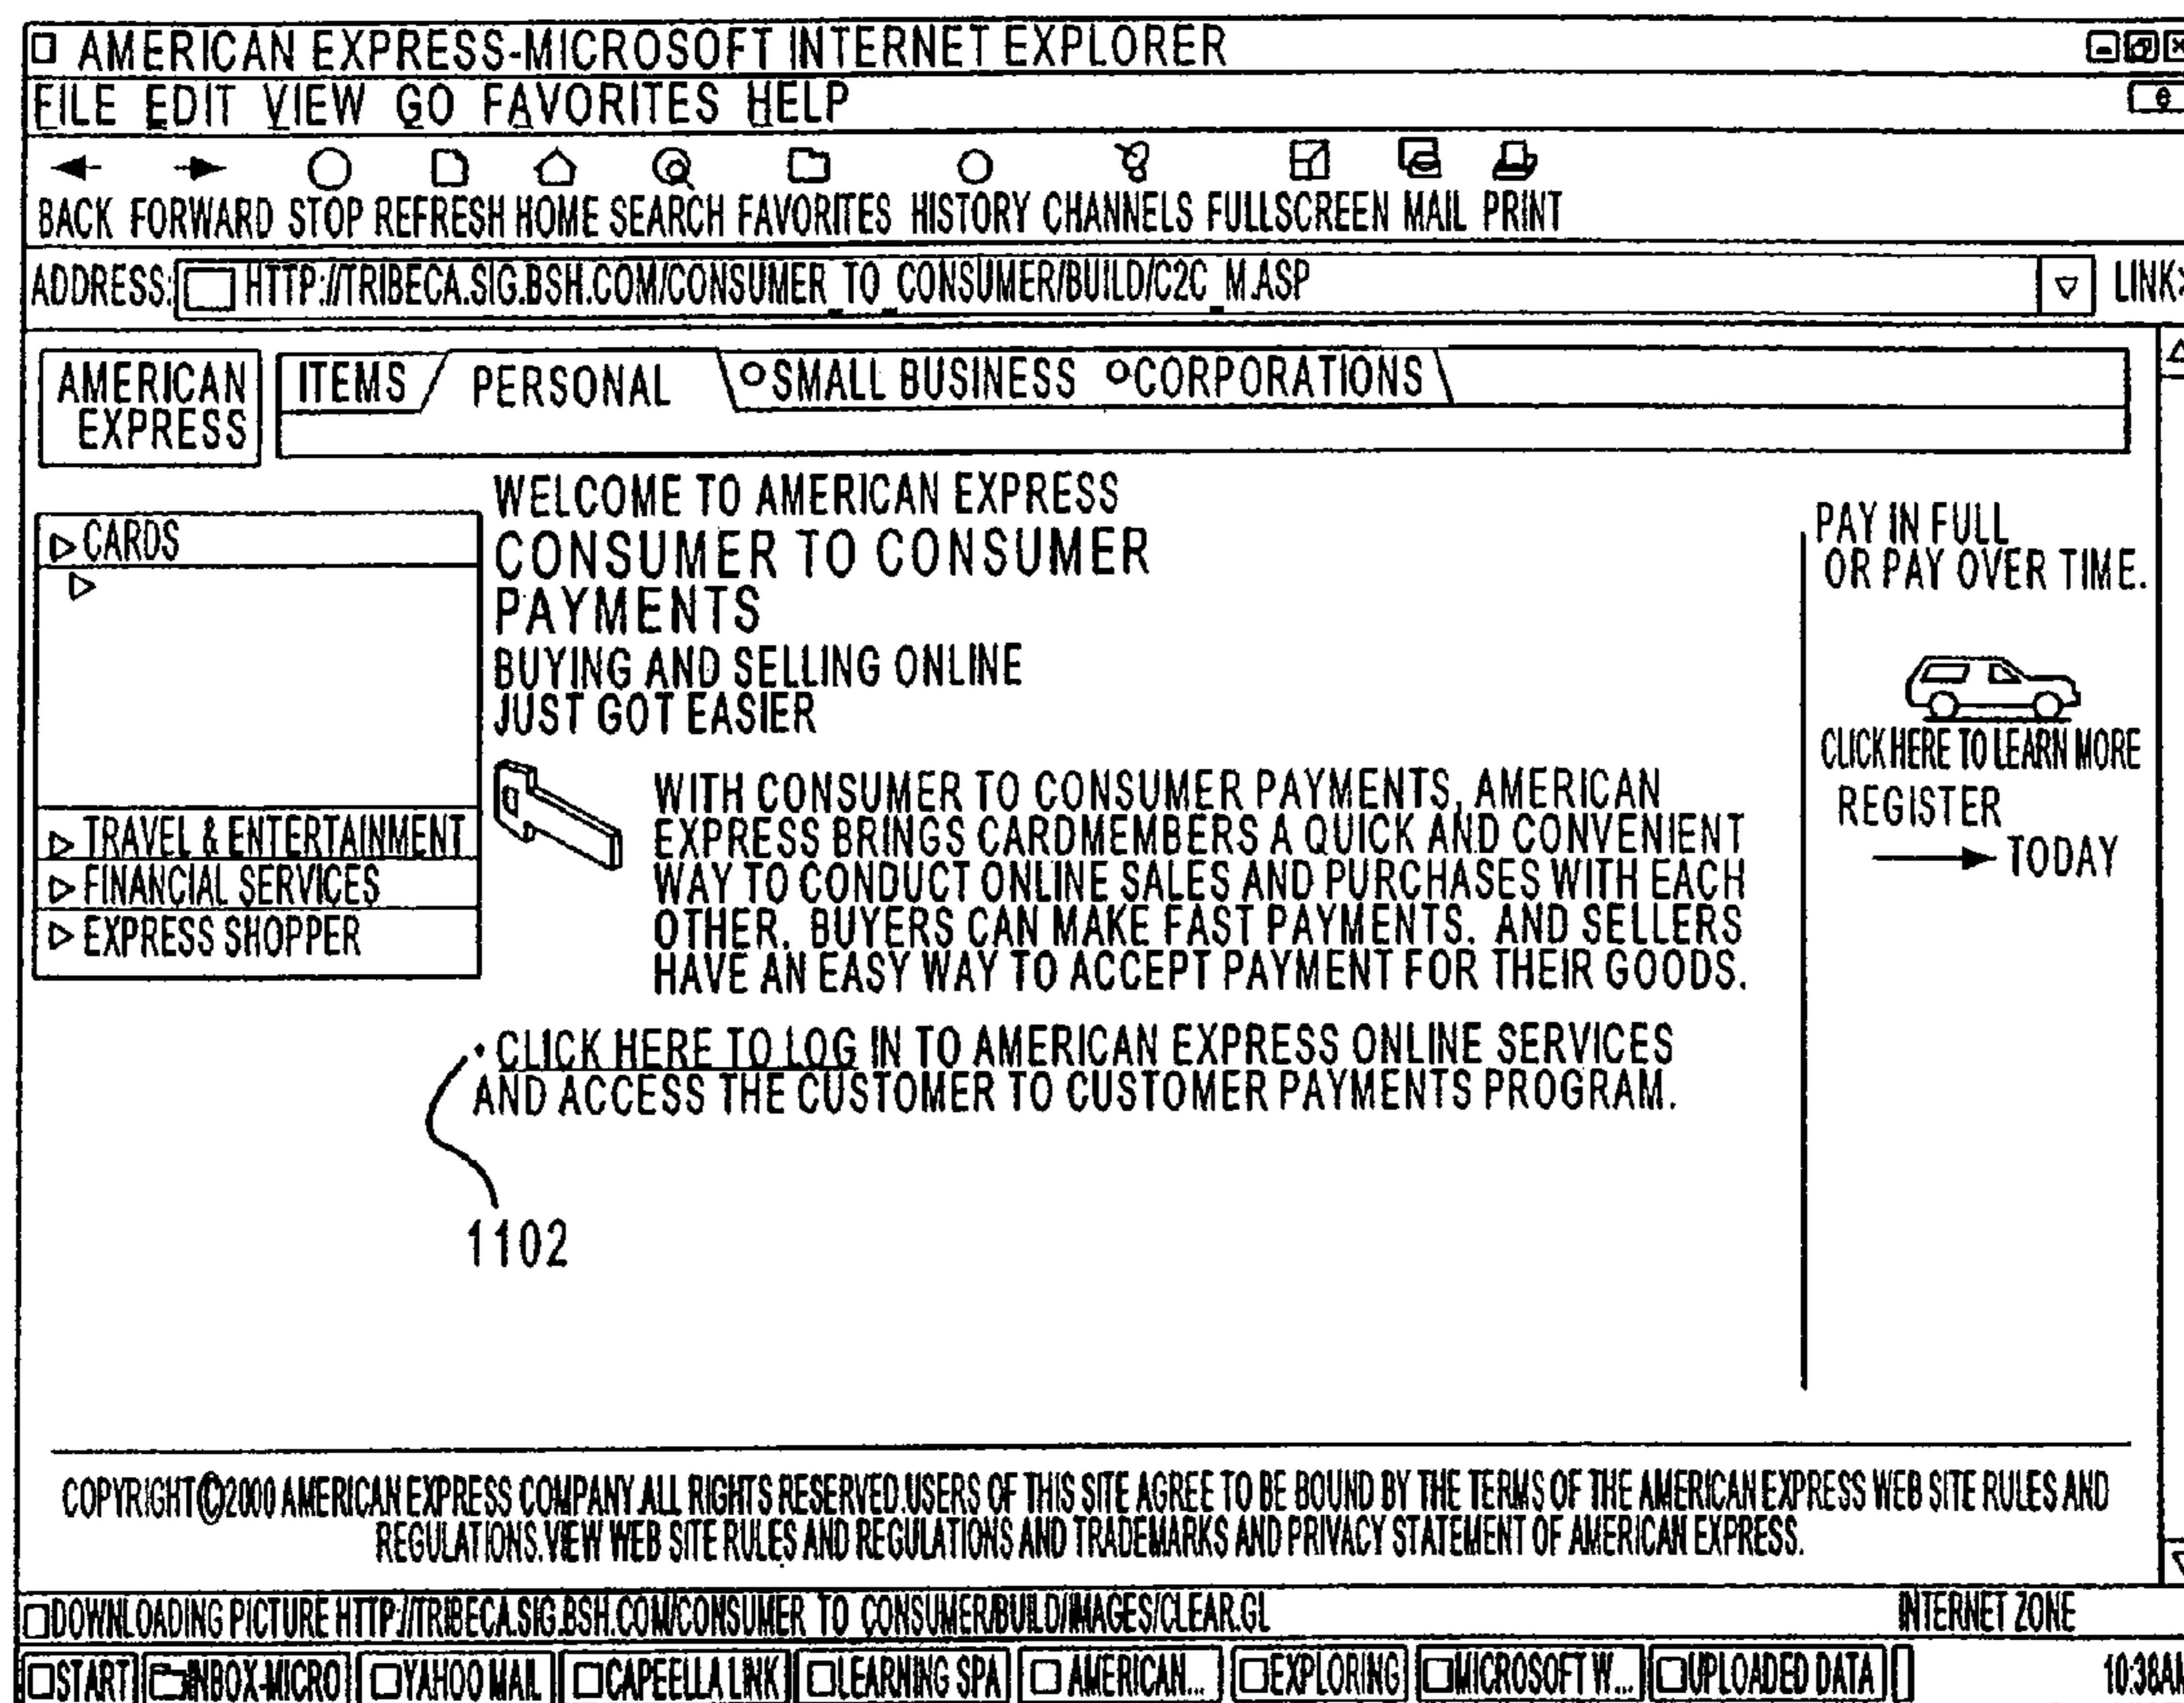 AMERICAN EXPRESS-MICROSOFT INTERNET EXPLORER
FILE EDIT VIEW GO FAVORITES HELP
e
BACK FORWARD STOP REFRESH HOME SEARCH FAVORITES HISTORY CHANNELS FULLSCREEN MAIL PRINT
ADDRESS: HTTP://TRIBECA.SIG.BSH.COM/CONSUMER_TO_CONSUMER/BUILD/C2C_M.ASP LINK>
AMERICAN
EXPRESS
ITEMS PERSONAL SMALL BUSINESS CORPORATIONS
CARDS
TRAVEL & ENTERTAINMENT
FINANCIAL SERVICES
EXPRESS SHOPPER
WELCOME TO AMERICAN EXPRESS
CONSUMER TO CONSUMER
PAYMENTS
BUYING AND SELLING ONLINE
JUST GOT EASIER
WITH CONSUMER TO CONSUMER PAYMENTS, AMERICAN
EXPRESS BRINGS CARDMEMBERS A QUICK AND CONVENIENT
WAY TO CONDUCT ONLINE SALES AND PURCHASES WITH EACH
OTHER. BUYERS CAN MAKE FAST PAYMENTS. AND SELLERS
HAVE AN EASY WAY TO ACCEPT PAYMENT FOR THEIR GOODS.
• CLICK HERE TO LOG IN TO AMERICAN EXPRESS ONLINE SERVICES
AND ACCESS THE CUSTOMER TO CUSTOMER PAYMENTS PROGRAM.
1102
PAY IN FULL
OR PAY OVER TIME.
CLICK HERE TO LEARN MORE
REGISTER
TODAY
COPYRIGHT©2000 AMERICAN EXPRESS COMPANY.ALL RIGHTS RESERVED.USERS OF THIS SITE AGREE TO BE BOUND BY THE TERMS OF THE AMERICAN EXPRESS WEB SITE RULES AND
REGULATIONS.VIEW WEB SITE RULES AND REGULATIONS AND TRADEMARKS AND PRIVACY STATEMENT OF AMERICAN EXPRESS.
DOWNLOADING PICTURE HTTP://TRIBECA.SIG.BSH.COM/CONSUMER_TO_CONSUMER/BUILD/IMAGES/CLEAR.GL INTERNET ZONE
START INBOX-MICRO YAHOO MAIL CAPEELLA LINK LEARNING SPA AMERICAN... EXPLORING MICROSOFT W... UPLOADED DATA 10:38AM